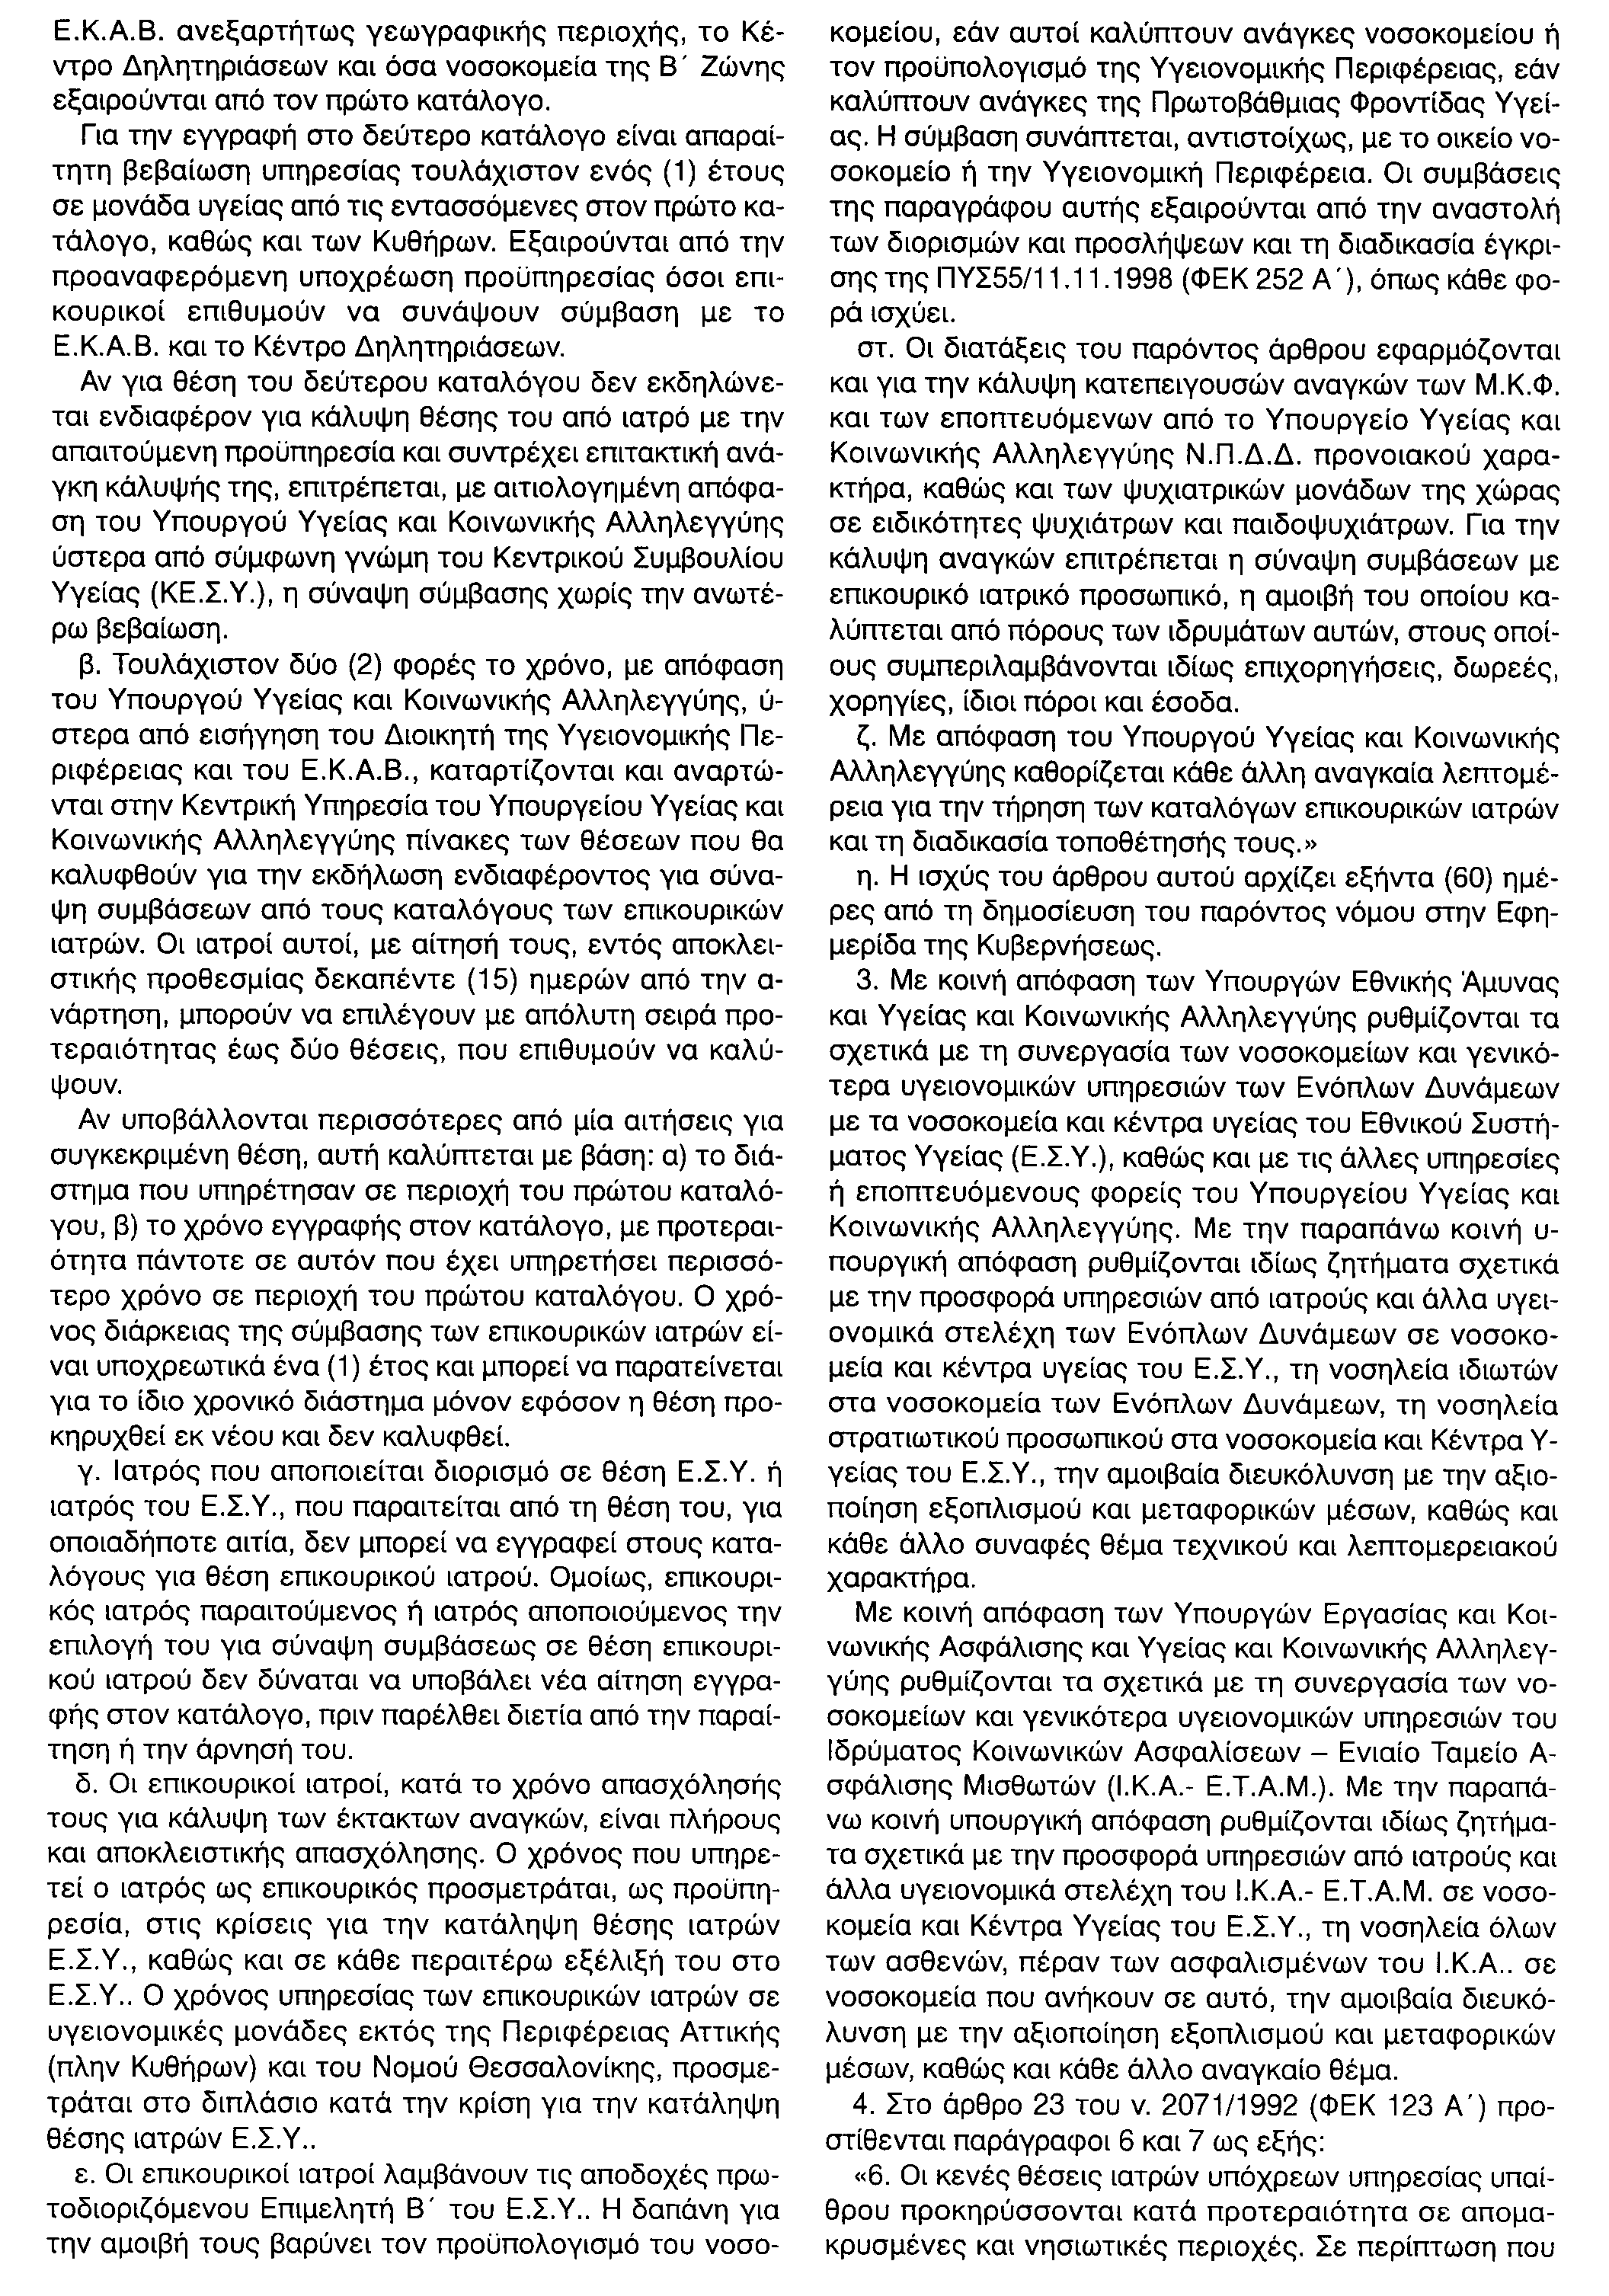 Ε.Κ.Α.Β. ανεξαρτήτως γεωγραφικής περιοχής, το Κέ-
ντρο Δηλητηριάσεων και όσα νοσοκομεία της Β΄ Ζώνης
εξαιρούνται από τον πρώτο κατάλογο.
Για την εγγραφή στο δεύτερο κατάλογο είναι απαραί-
τητη βεβαίωση υπηρεσίας τουλάχιστον ενός (1) έτους
σε μονάδα υγείας από τις εντασσόμενες στον πρώτο κα-
τάλογο, καθώς και των Κυθήρων. Εξαιρούνται από την
προαναφερόμενη υποχρέωση προϋπηρεσίας όσοι επι-
κουρικοί επιθυμούν να συνάψουν σύμβαση με το
Ε.Κ.Α.Β. και το Κέντρο Δηλητηριάσεων.
Αν για θέση του δεύτερου καταλόγου δεν εκδηλώνε-
ται ενδιαφέρον για κάλυψη θέσης του από ιατρό με την
απαιτούμενη προϋπηρεσία και συντρέχει επιτακτική ανά-
γκη κάλυψής της, επιτρέπεται, με αιτιολογημένη απόφα-
ση του Υπουργού Υγείας και Κοινωνικής Αλληλεγγύης
ύστερα από σύμφωνη γνώμη του Κεντρικού Συμβουλίου
Υγείας (ΚΕ.Σ.Υ.), η σύναψη σύμβασης χωρίς την ανωτέ-
ρω βεβαίωση.
β. Τουλάχιστον δύο (2) φορές το χρόνο, με απόφαση
του Υπουργού Υγείας και Κοινωνικής Αλληλεγγύης, ύ-
στερα από εισήγηση του Διοικητή της Υγειονομικής Πε-
ριφέρειας και του Ε.Κ.Α.Β., καταρτίζονται και αναρτώ-
νται στην Κεντρική Υπηρεσία του Υπουργείου Υγείας και
Κοινωνικής Αλληλεγγύης πίνακες των θέσεων που θα
καλυφθούν για την εκδήλωση ενδιαφέροντος για σύνα-
ψη συμβάσεων από τους καταλόγους των επικουρικών
ιατρών. Οι ιατροί αυτοί, με αίτησή τους, εντός αποκλει-
στικής προθεσμίας δεκαπέντε (15) ημερών από την α-
νάρτηση, μπορούν να επιλέγουν με απόλυτη σειρά προ-
τεραιότητας έως δύο θέσεις, που επιθυμούν να καλύ-
ψουν.
Αν υποβάλλονται περισσότερες από μία αιτήσεις για
συγκεκριμένη θέση, αυτή καλύπτεται με βάση: α) το διά-
στημα που υπηρέτησαν σε περιοχή του πρώτου καταλό-
γου, β) το χρόνο εγγραφής στον κατάλογο, με προτεραι-
ότητα πάντοτε σε αυτόν που έχει υπηρετήσει περισσό-
τερο χρόνο σε περιοχή του πρώτου καταλόγου. Ο χρό-
νος διάρκειας της σύμβασης των επικουρικών ιατρών εί-
ναι υποχρεωτικά ένα (1) έτος και μπορεί να παρατείνεται
για το ίδιο χρονικό διάστημα μόνον εφόσον η θέση προ-
κηρυχθεί εκ νέου και δεν καλυφθεί.
γ. Ιατρός που αποποιείται διορισμό σε θέση Ε.Σ.Υ. ή
ιατρός του Ε.Σ.Υ., που παραιτείται από τη θέση του, για
οποιαδήποτε αιτία, δεν μπορεί να εγγραφεί στους κατα-
λόγους για θέση επικουρικού ιατρού. Ομοίως, επικουρι-
κός ιατρός παραιτούμενος ή ιατρός αποποιούμενος την
επιλογή του για σύναψη συμβάσεως σε θέση επικουρι-
κού ιατρού δεν δύναται να υποβάλει νέα αίτηση εγγρα-
φής στον κατάλογο, πριν παρέλθει διετία από την παραί-
τηση ή την άρνησή του.
δ. Οι επικουρικοί ιατροί, κατά το χρόνο απασχόλησής
τους για κάλυψη των έκτακτων αναγκών, είναι πλήρους
και αποκλειστικής απασχόλησης. Ο χρόνος που υπηρε-
τεί ο ιατρός ως επικουρικός προσμετράται, ως προϋπη-
ρεσία, στις κρίσεις για την κατάληψη θέσης ιατρών
Ε.Σ.Υ., καθώς και σε κάθε περαιτέρω εξέλιξή του στο
Ε.Σ.Υ.. Ο χρόνος υπηρεσίας των επικουρικών ιατρών σε
υγειονομικές μονάδες εκτός της Περιφέρειας Αττικής
(πλην Κυθήρων) και του Νομού Θεσσαλονίκης, προσμε-
τράται στο διπλάσιο κατά την κρίση για την κατάληψη
θέσης ιατρών Ε.Σ.Υ..
ε. Οι επικουρικοί ιατροί λαμβάνουν τις αποδοχές πρω-
τοδιοριζόμενου Επιμελητή Β΄ του Ε.Σ.Υ.. Η δαπάνη για
την αμοιβή τους βαρύνει τον προϋπολογισμό του νοσο-
κομείου, εάν αυτοί καλύπτουν ανάγκες νοσοκομείου ή
τον προϋπολογισμό της Υγειονομικής Περιφέρειας, εάν
καλύπτουν ανάγκες της Πρωτοβάθμιας Φροντίδας Υγεί-
ας. Η σύμβαση συνάπτεται, αντιστοίχως, με το οικείο νο-
σοκομείο ή την Υγειονομική Περιφέρεια. Οι συμβάσεις
της παραγράφου αυτής εξαιρούνται από την αναστολή
των διορισμών και προσλήψεων και τη διαδικασία έγκρι-
σης της ΠΥΣ55/11.11.1998 (ΦΕΚ 252 Α΄), όπως κάθε φο-
ρά ισχύει.
στ. Οι διατάξεις του παρόντος άρθρου εφαρμόζονται
και για την κάλυψη κατεπειγουσών αναγκών των Μ.Κ.Φ.
και των εποπτευόμενων από το Υπουργείο Υγείας και
Κοινωνικής Αλληλεγγύης Ν.Π.Δ.Δ. προνοιακού χαρα-
κτήρα, καθώς και των ψυχιατρικών μονάδων της χώρας
σε ειδικότητες ψυχιάτρων και παιδοψυχιάτρων. Για την
κάλυψη αναγκών επιτρέπεται η σύναψη συμβάσεων με
επικουρικό ιατρικό προσωπικό, η αμοιβή του οποίου κα-
λύπτεται από πόρους των ιδρυμάτων αυτών, στους οποί-
ους συμπεριλαμβάνονται ιδίως επιχορηγήσεις, δωρεές,
χορηγίες, ίδιοι πόροι και έσοδα.
ζ. Με απόφαση του Υπουργού Υγείας και Κοινωνικής
Αλληλεγγύης καθορίζεται κάθε άλλη αναγκαία λεπτομέ-
ρεια για την τήρηση των καταλόγων επικουρικών ιατρών
και τη διαδικασία τοποθέτησής τους.»
η. Η ισχύς του άρθρου αυτού αρχίζει εξήντα (60) ημέ-
ρες από τη δημοσίευση του παρόντος νόμου στην Εφη-
μερίδα της Κυβερνήσεως.
3. Με κοινή απόφαση των Υπουργών Εθνικής Άμυνας
και Υγείας και Κοινωνικής Αλληλεγγύης ρυθμίζονται τα
σχετικά με τη συνεργασία των νοσοκομείων και γενικό-
τερα υγειονομικών υπηρεσιών των Ενόπλων Δυνάμεων
με τα νοσοκομεία και κέντρα υγείας του Εθνικού Συστή-
ματος Υγείας (Ε.Σ.Υ.), καθώς και με τις άλλες υπηρεσίες
ή εποπτευόμενους φορείς του Υπουργείου Υγείας και
Κοινωνικής Αλληλεγγύης. Με την παραπάνω κοινή υ-
πουργική απόφαση ρυθμίζονται ιδίως ζητήματα σχετικά
με την προσφορά υπηρεσιών από ιατρούς και άλλα υγει-
ονομικά στελέχη των Ενόπλων Δυνάμεων σε νοσοκο-
μεία και κέντρα υγείας του Ε.Σ.Υ., τη νοσηλεία ιδιωτών
στα νοσοκομεία των Ενόπλων Δυνάμεων, τη νοσηλεία
στρατιωτικού προσωπικού στα νοσοκομεία και Κέντρα Υ-
γείας του Ε.Σ.Υ., την αμοιβαία διευκόλυνση με την αξιο-
ποίηση εξοπλισμού και μεταφορικών μέσων, καθώς και
κάθε άλλο συναφές θέμα τεχνικού και λεπτομερειακού
χαρακτήρα.
Με κοινή απόφαση των Υπουργών Εργασίας και Κοι-
νωνικής Ασφάλισης και Υγείας και Κοινωνικής Αλληλεγ-
γύης ρυθμίζονται τα σχετικά με τη συνεργασία των νο-
σοκομείων και γενικότερα υγειονομικών υπηρεσιών του
Ιδρύματος Κοινωνικών Ασφαλίσεων – Ενιαίο Ταμείο Α-
σφάλισης Μισθωτών (Ι.Κ.Α.- Ε.Τ.Α.Μ.). Με την παραπά-
νω κοινή υπουργική απόφαση ρυθμίζονται ιδίως ζητήμα-
τα σχετικά με την προσφορά υπηρεσιών από ιατρούς και
άλλα υγειονομικά στελέχη του Ι.Κ.Α.- Ε.Τ.Α.Μ. σε νοσο-
κομεία και Κέντρα Υγείας του Ε.Σ.Υ., τη νοσηλεία όλων
των ασθενών, πέραν των ασφαλισμένων του Ι.Κ.Α.. σε
νοσοκομεία που ανήκουν σε αυτό, την αμοιβαία διευκό-
λυνση με την αξιοποίηση εξοπλισμού και μεταφορικών
μέσων, καθώς και κάθε άλλο αναγκαίο θέμα.
4. Στο άρθρο 23 του ν. 2071/1992 (ΦΕΚ 123 Α΄) προ-
στίθενται παράγραφοι 6 και 7 ως εξής:
«6. Οι κενές θέσεις ιατρών υπόχρεων υπηρεσίας υπαί-
θρου προκηρύσσονται κατά προτεραιότητα σε απομα-
κρυσμένες και νησιωτικές περιοχές. Σε περίπτωση που